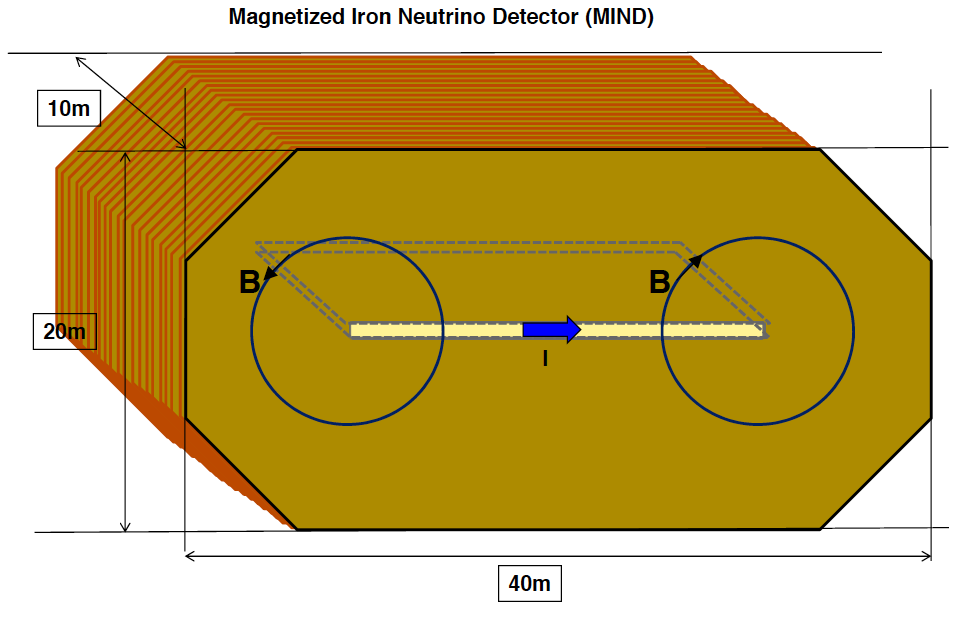 Magnetized Iron Neutrino Detector (MIND)
10m
B
B
20m
I
40m